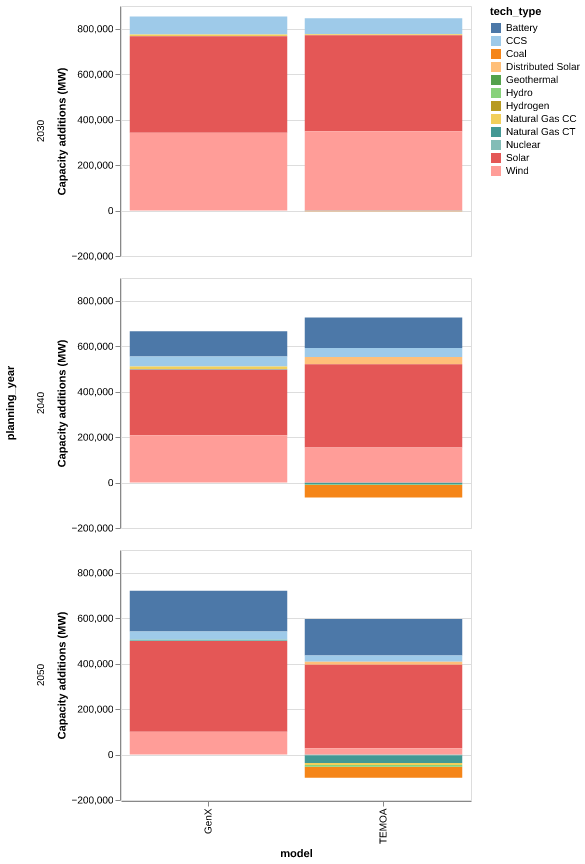 tech_type
Battery
CCS
Coal
Distributed Solar
Geothermal
Hydro
Hydrogen
Natural Gas CC
Natural Gas CT
Nuclear
Solar
Wind
planning_year
2030
Capacity additions (MW)
800,000
600,000
400,000
200,000
0
−200,000
2040
Capacity additions (MW)
800,000
600,000
400,000
200,000
0
−200,000
2050
Capacity additions (MW)
800,000
600,000
400,000
200,000
0
−200,000
GenX
TEMOA
model